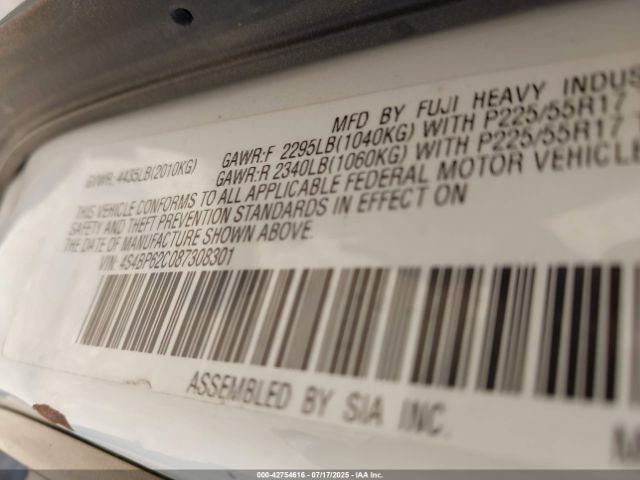 MFD BY FUJI HEAVY INDUS
GVWR: 4435LB(2010KG) GAWR:F 2295LB(1040KG) WITH P225/55R17
GAWR:R 2340LB(1060KG) WITH P225/55R17
THIS VEHICLE CONFORMS TO ALL APPLICABLE FEDERAL MOTOR VEHICLE
SAFETY AND THEFT PREVENTION STANDARDS IN EFFECT ON
THE DATE OF MANUFACTURE SHOWN ABOVE.
VIN: 4S4BP62C087308301
ASSEMBLED BY SIA INC.
000-42754616 - 07/17/2025 - IAA Inc.